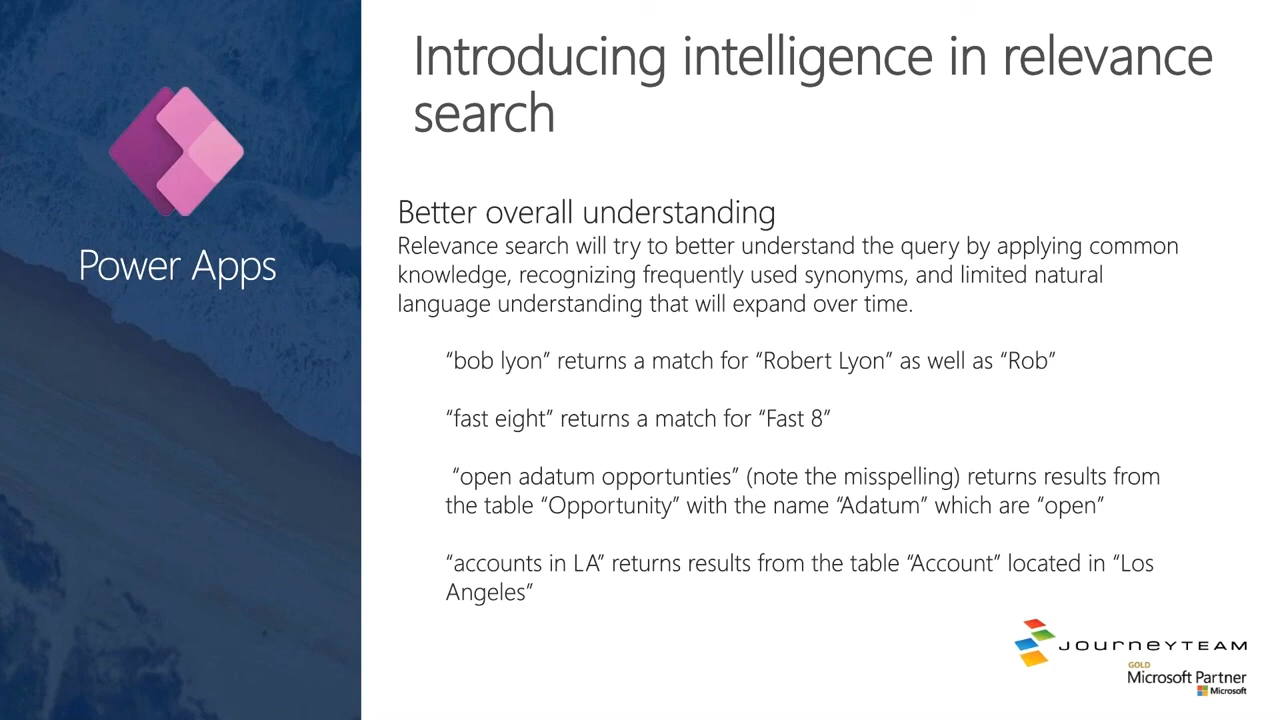 Power Apps
Introducing intelligence in relevance
search
Better overall understanding
Relevance search will try to better understand the query by applying common
knowledge, recognizing frequently used synonyms, and limited natural
language understanding that will expand over time.
“bob lyon” returns a match for “Robert Lyon” as well as “Rob”
“fast eight” returns a match for “Fast 8”
“open adatum opportunties” (note the misspelling) returns results from
the table “Opportunity” with the name “Adatum” which are “open”
“accounts in LA” returns results from the table “Account” located in “Los
Angeles”
JOURNEYTEAM
GOLD
Microsoft Partner
Microsoft